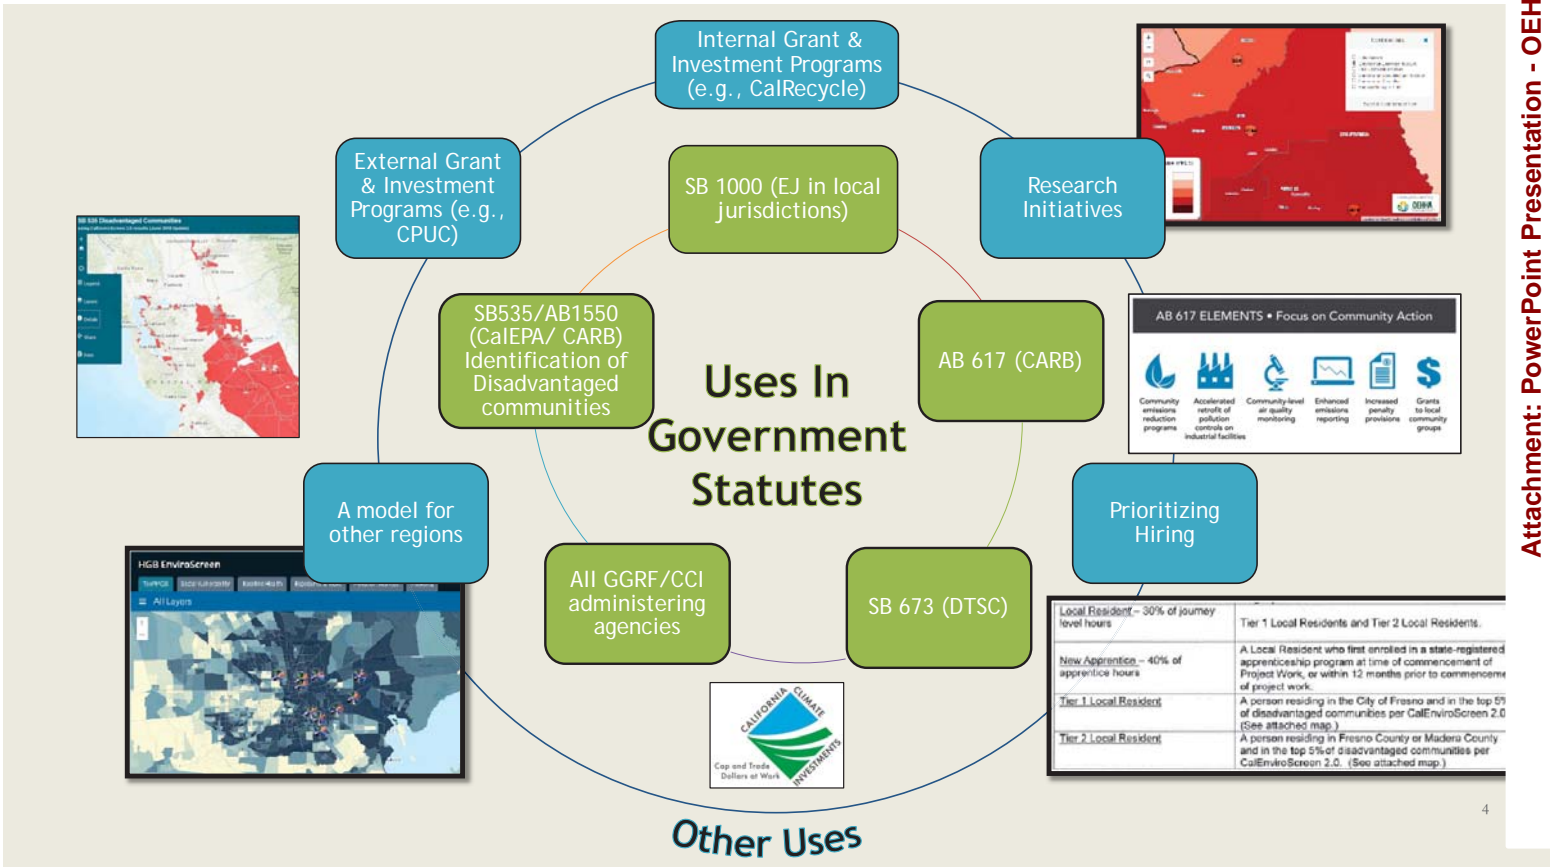 Internal Grant &
Investment Programs
(e.g., CalRecycle)
External Grant
& Investment
Programs (e.g.,
CPUC)
SB 1000 (EJ in local
jurisdictions)
Research
Initiatives
SB 535 Disadvantaged Communities
SB535/AB1550
(CalEPA/ CARB)
Identification of
Disadvantaged
communities
AB 617 (CARB)
Uses In
Government
Statutes
AB 617 ELEMENTS • Focus on Community Action
Community
emissions
reduction
programs
Accelerated
retrofit of
pollution
controls on
industrial facilities
Community-level
air quality
monitoring
Enhanced
emissions
reporting
Increased
penalty
provisions
Grants
to local
community
groups
A model for
other regions
Prioritizing
Hiring
All GGRF/CCI
administering
agencies
SB 673 (DTSC)
HGB EnviroScreen
All Layers
CALIFORNIA CLIMATE
INVESTMENTS
Cap and Trade
Dollars at Work
Local Resident – 30% of journey
level hours
Tier 1 Local Residents and Tier 2 Local Residents.
New Apprentice – 40% of
apprentice hours
A Local Resident who first enrolled in a state-registered
apprenticeship program at time of commencement of
Project Work, or within 12 months prior to commenceme
of project work.
Tier 1 Local Resident
A person residing in the City of Fresno and in the top 5%
of disadvantaged communities per CalEnviroScreen 2.0
(See attached map.)
Tier 2 Local Resident
A person residing in Fresno County or Madera County
and in the top 5% of disadvantaged communities per
CalEnviroScreen 2.0. (See attached map.)
Other Uses
4
Attachment: PowerPoint Presentation - OEH